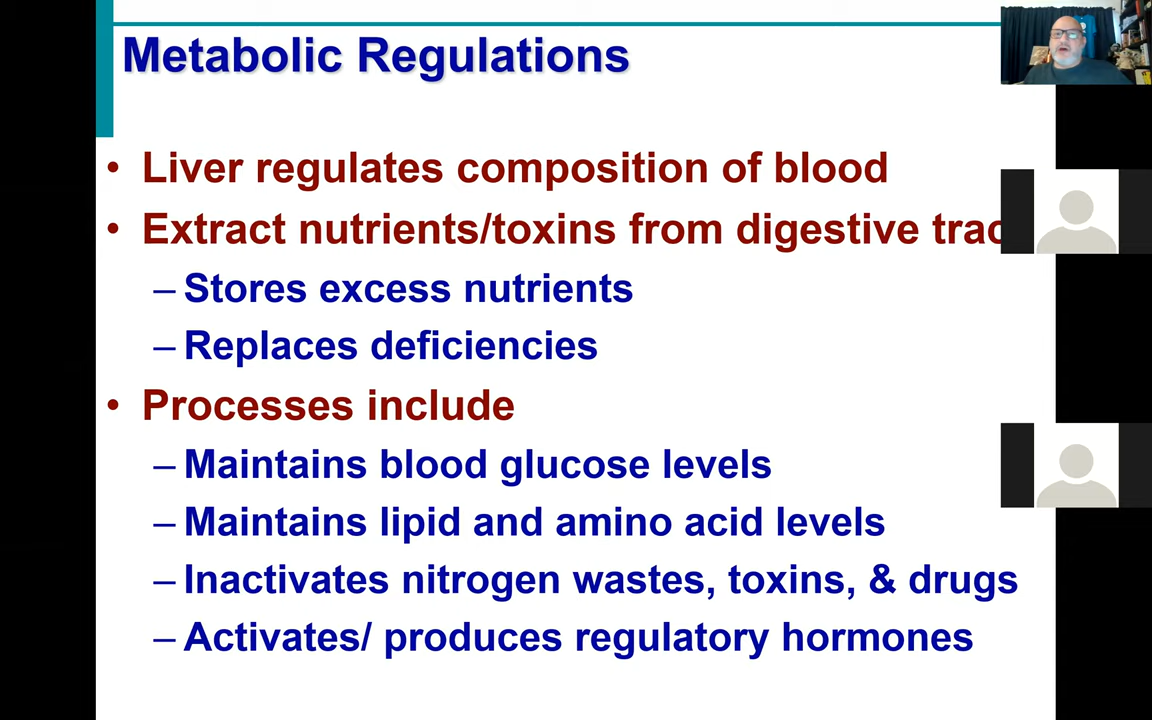 Metabolic Regulations
• Liver regulates composition of blood
• Extract nutrients/toxins from digestive trac
– Stores excess nutrients
– Replaces deficiencies
• Processes include
– Maintains blood glucose levels
– Maintains lipid and amino acid levels
– Inactivates nitrogen wastes, toxins, & drugs
– Activates/ produces regulatory hormones